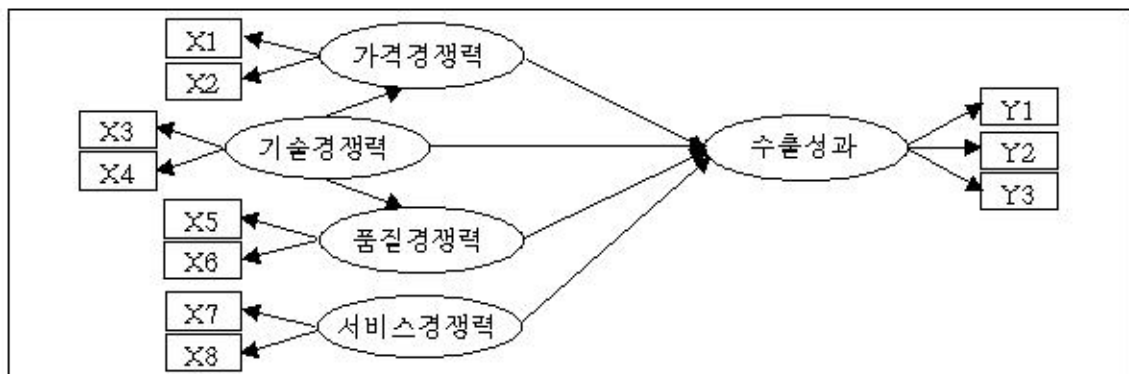 X1
가격경쟁력
X2
X3
기술경쟁력
X4
X5
품질경쟁력
X6
X7
서비스경쟁력
X8
수출성과
Y1
Y2
Y3